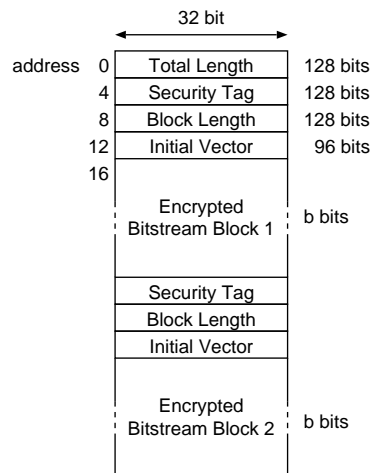 32 bit
address 0 Total Length 128 bits
4 Security Tag 128 bits
8 Block Length 128 bits
12 Initial Vector 96 bits
16
Encrypted
Bitstream Block 1 b bits
Security Tag
Block Length
Initial Vector
Encrypted
Bitstream Block 2 b bits